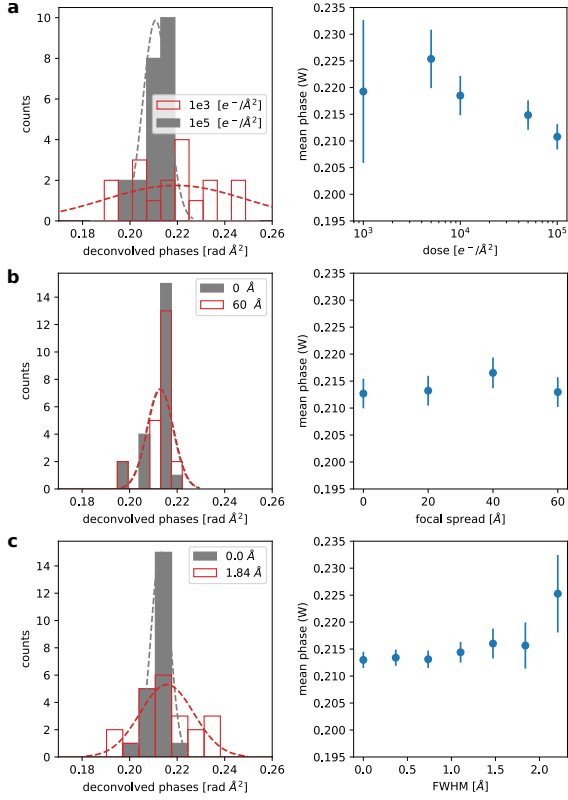 a
counts
10
8
6
4
2
0
1e3 [e⁻/Å²]
1e5 [e⁻/Å²]
0,18 0,20 0,22 0,24 0,26
deconvolved phases [rad Å²]
mean phase (W)
0,235
0,230
0,225
0,220
0,215
0,210
0,205
0,200
0,195
10³ 10⁴ 10⁵
dose [e⁻/Å²]
b
counts
14
12
10
8
6
4
2
0
0 Å
60 Å
0,18 0,20 0,22 0,24 0,26
deconvolved phases [rad Å²]
mean phase (W)
0,235
0,230
0,225
0,220
0,215
0,210
0,205
0,200
0,195
0 20 40 60
focal spread [Å]
c
counts
14
12
10
8
6
4
2
0
0.0 Å
1.84 Å
0,18 0,20 0,22 0,24 0,26
deconvolved phases [rad Å²]
mean phase (W)
0,235
0,230
0,225
0,220
0,215
0,210
0,205
0,200
0,195
0.0 0.5 1.0 1.5 2.0
FWHM [Å]